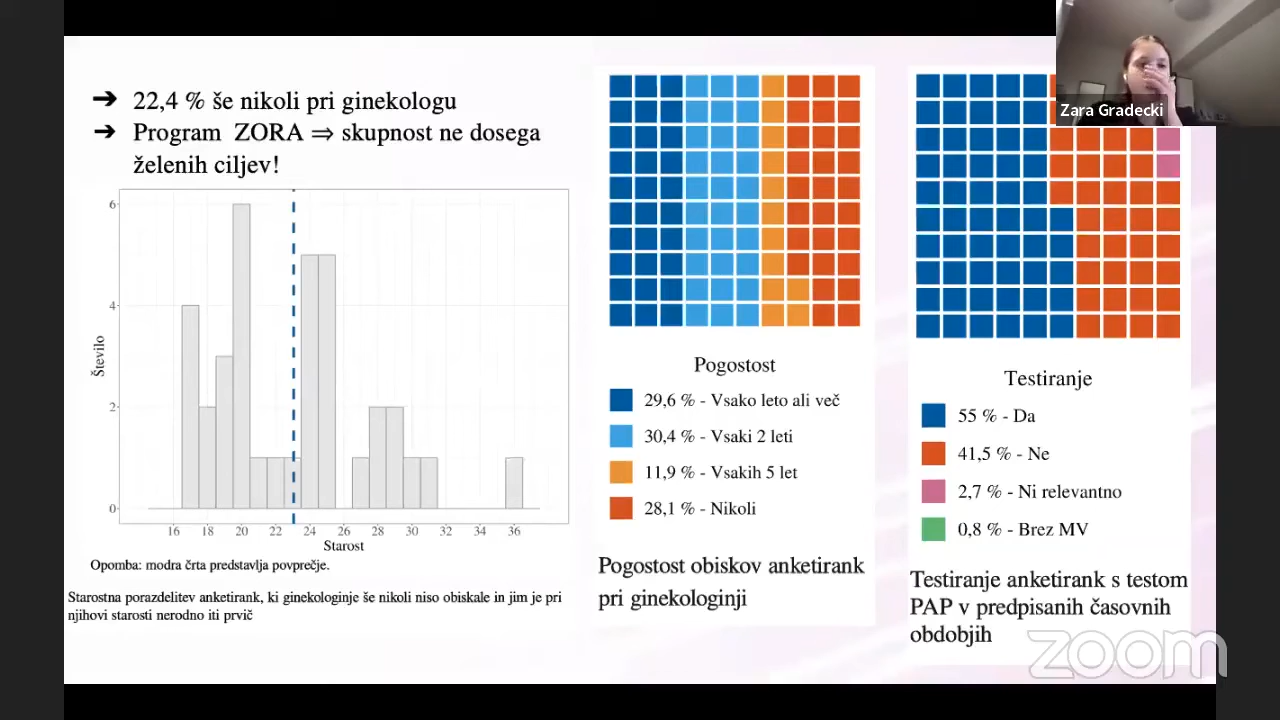 ➔ 22,4 % še nikoli pri ginekologu
➔ Program ZORA ⇒ skupnost ne dosega
želenih ciljev!
Število
6
4
2
0
16 18 20 22 24 26 28 30 32 34 36
Starost
Opomba: modra črta predstavlja povprečje.
Starostna porazdelitev anketirank, ki ginekologinje še nikoli niso obiskale in jim je pri
njihovi starosti nerodno iti prvič
Pogostost
29,6 % - Vsako leto ali več
30,4 % - Vsaki 2 leti
11,9 % - Vsakih 5 let
28,1 % - Nikoli
Pogostost obiskov anketirank
pri ginekologinji
Testiranje
55 % - Da
41,5 % - Ne
2,7 % - Ni relevantno
0,8 % - Brez MV
Testiranje anketirank s testom
PAP v predpisanih časovnih
obdobjih
Zara Gradecki
zoom